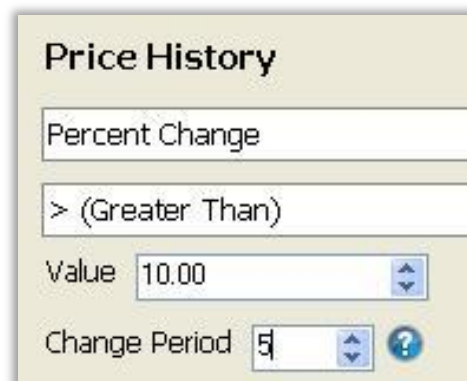 Price History
Percent Change
> (Greater Than)
Value 10.00
Change Period 5
?